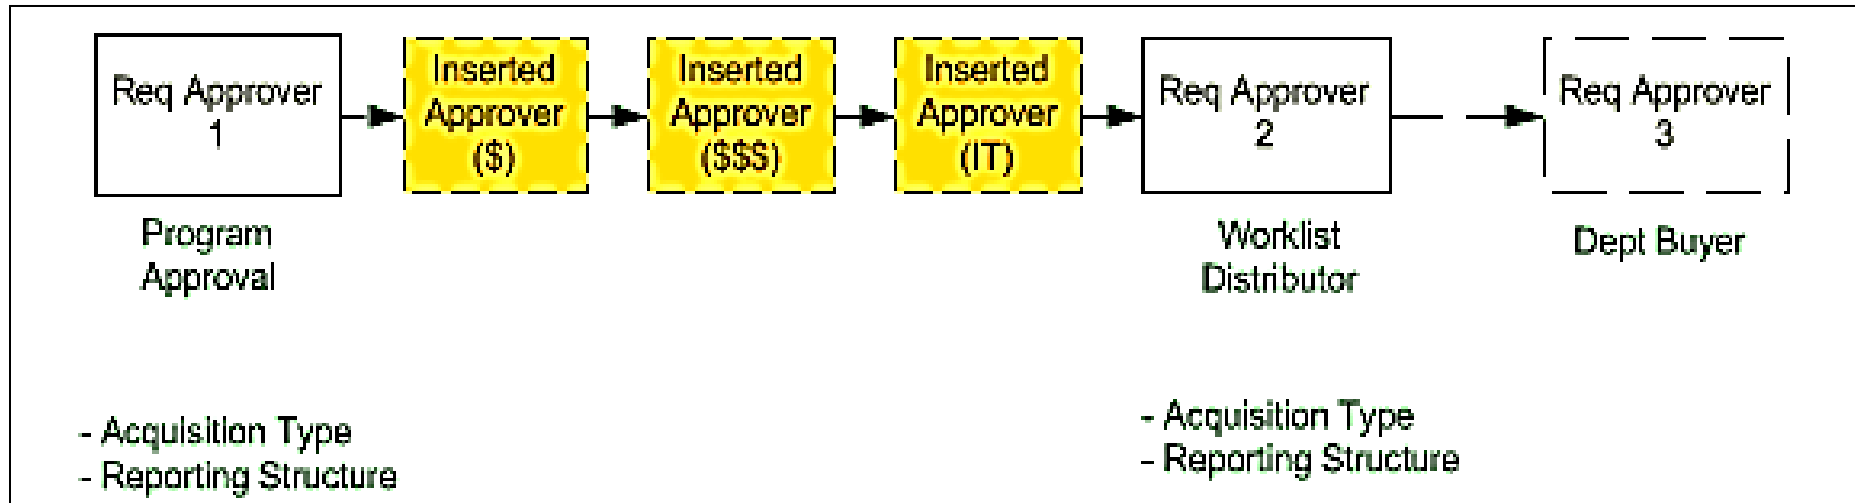 Req Approver
1
Inserted
Approver
($)
Inserted
Approver
($$$)
Inserted
Approver
(IT)
Req Approver
2
Req Approver
3
Program
Approval
Worklist
Distributor
Dept Buyer
- Acquisition Type
- Reporting Structure
- Acquisition Type
- Reporting Structure